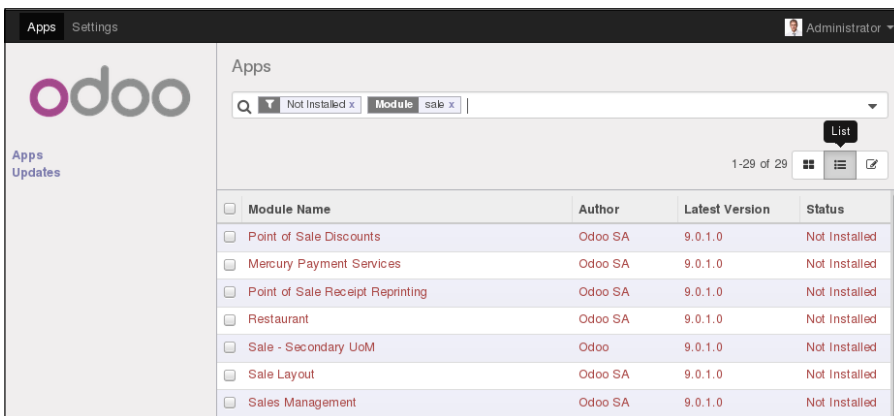 Apps Settings Administrator
odoo
Apps
Updates
Apps
Not Installed x Module sale x
List
1-29 of 29
Module Name Author Latest Version Status
Point of Sale Discounts Odoo SA 9.0.1.0 Not Installed
Mercury Payment Services Odoo SA 9.0.1.0 Not Installed
Point of Sale Receipt Reprinting Odoo SA 9.0.1.0 Not Installed
Restaurant Odoo SA 9.0.1.0 Not Installed
Sale - Secondary UoM Odoo 9.0.1.0 Not Installed
Sale Layout Odoo SA 9.0.1.0 Not Installed
Sales Management Odoo SA 9.0.1.0 Not Installed